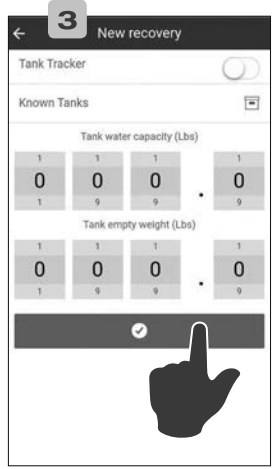 3
← New recovery
Tank Tracker
Known Tanks
Tank water capacity (Lbs)
1 1 1 1
0 0 0 . 0
1 9 9 9
Tank empty weight (Lbs)
1 1 1 1
0 0 0 . 0
1 9 9 9